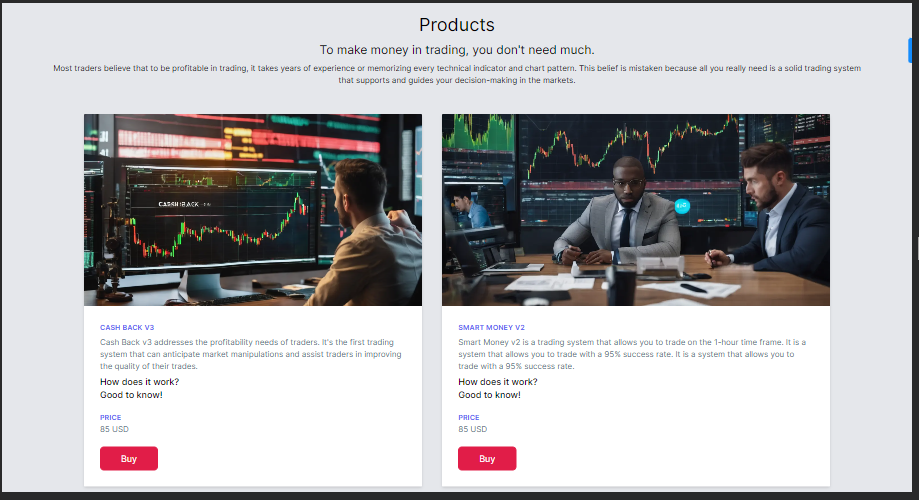 Products
To make money in trading, you don't need much.
Most traders believe that to be profitable in trading, it takes years of experience or memorizing every technical indicator and chart pattern. This belief is mistaken because all you really need is a solid trading system
that supports and guides your decision-making in the markets.
CASH BACK V3
Cash Back v3 addresses the profitability needs of traders. It's the first trading
system that can anticipate market manipulations and assist traders in improving
the quality of their trades.
How does it work?
Good to know!
PRICE
85 USD
Buy
SMART MONEY V2
Smart Money v2 is a trading system that allows you to trade on the 1-hour time frame. It is a
system that allows you to trade with a 95% success rate. It is a system that allows you to
trade with a 95% success rate.
How does it work?
Good to know!
PRICE
85 USD
Buy